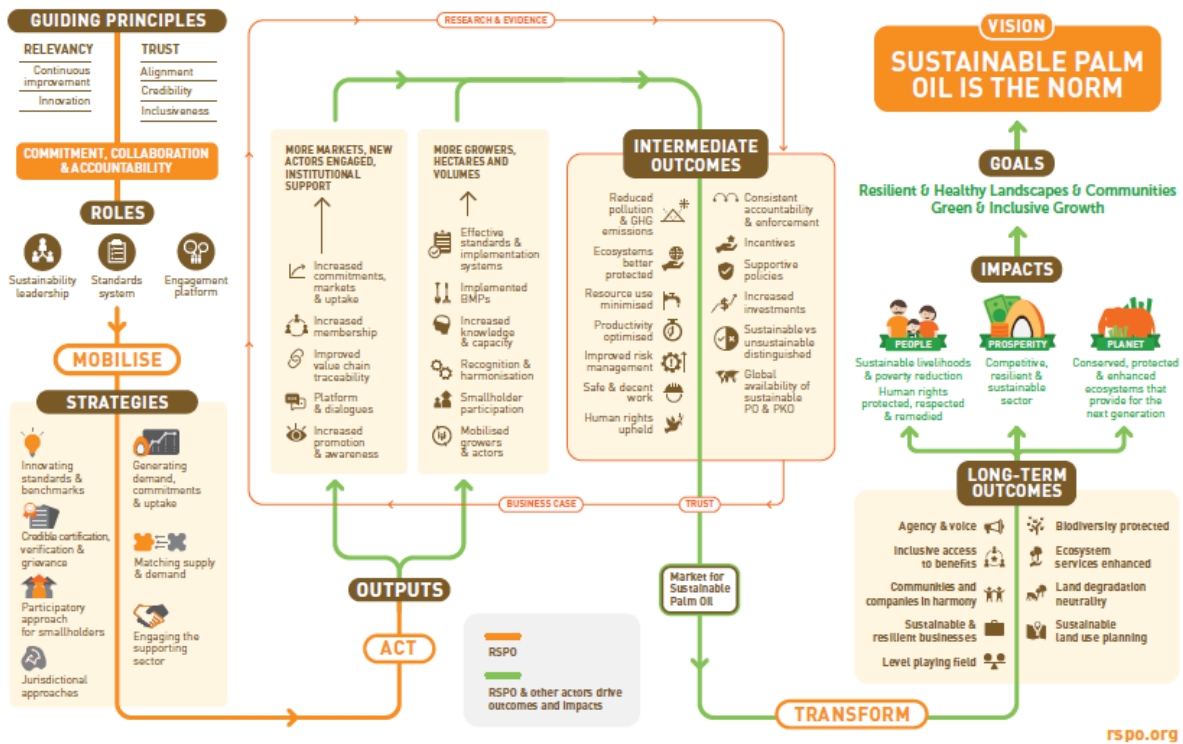 GUIDING PRINCIPLES
RELEVANCY
Continuous
improvement
Innovation
TRUST
Alignment
Credibility
Inclusiveness
COMMITMENT, COLLABORATION
& ACCOUNTABILITY
ROLES
Sustainability
leadership
Standards
system
Engagement
platform
MOBILISE
STRATEGIES
Innovating
standards &
benchmarks
Credible certification,
verification &
grievance
Participatory
approach
for smallholders
Jurisdictional
approaches
Generating
demand,
commitments
& uptake
Matching supply
& demand
Engaging the
supporting
sector
RESEARCH & EVIDENCE
MORE MARKETS, NEW
ACTORS ENGAGED,
INSTITUTIONAL
SUPPORT
Increased
commitments,
markets
& uptake
Increased
membership
Improved
value chain
traceability
Platform
& dialogues
Increased
promotion
& awareness
MORE GROWERS,
HECTARES AND
VOLUMES
Effective
standards &
implementation
systems
Implemented
BMPs
Increased
knowledge
& capacity
Recognition &
harmonisation
Smallholder
participation
Mobilised
growers
& actors
BUSINESS CASE
TRUST
OUTPUTS
ACT
RSPO
RSPO & other actors drive
outcomes and impacts
INTERMEDIATE
OUTCOMES
Reduced
pollution
& GHG
emissions
Ecosystems
better
protected
Resource use
minimised
Productivity
optimised
Improved risk
management
Safe & decent
work
Human rights
upheld
Consistent
accountability
& enforcement
Incentives
Supportive
policies
Increased
investments
Sustainable vs
unsustainable
distinguished
Global
availability of
sustainable
PO & PKO
Market for
Sustainable
Palm Oil
TRANSFORM
VISION
SUSTAINABLE PALM
OIL IS THE NORM
GOALS
Resilient & Healthy Landscapes & Communities
Green & Inclusive Growth
IMPACTS
PEOPLE
Sustainable livelihoods
& poverty reduction
Human rights
protected, respected
& remedied
PROSPERITY
Competitive,
resilient &
sustainable
sector
PLANET
Conserved, protected
& enhanced
ecosystems that
provide for the
next generation
LONG-TERM
OUTCOMES
Agency & voice
Inclusive access
to benefits
Communities and
companies in harmony
Sustainable &
resilient businesses
Level playing field
Biodiversity protected
Ecosystem
services enhanced
Land degradation
neutrality
Sustainable
land use planning
rspo.org